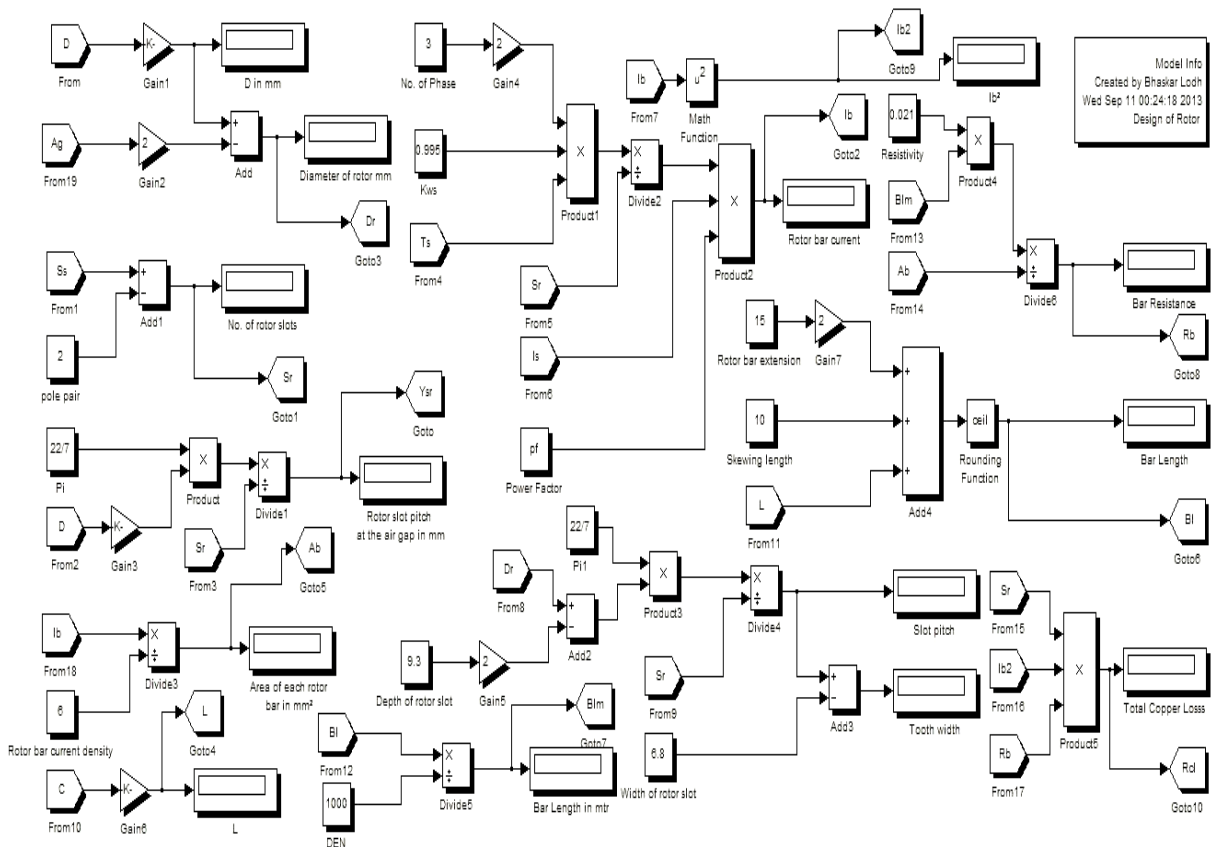 D
From
K-
Gain1
D in mm
Ag
From19
2
Gain2
+
−
Add
Diameter of rotor mm
Dr
Goto3
Ss
From1
2
pole pair
+
−
Add1
No. of rotor slots
Sr
Goto1
22/7
Pi
D
From2
K-
Gain3
X
Product
Sr
From3
X
÷
Divide1
Ysr
Goto
Rotor slot pitch
at the air gap in mm
Ib
From18
6
Rotor bar current density
X
÷
Divide3
Ab
Goto5
Area of each rotor
bar in mm²
C
From10
K-
Gain6
L
Goto4
L
3
No. of Phase
2
Gain4
0.995
Kws
Ts
From4
X
Product1
X
÷
Divide2
Sr
From5
Is
From6
pf
Power Factor
X
Product2
Ib
Goto2
Rotor bar current
Ib
From7
u²
Math
Function
Ib2
Goto9
Ib²
Model Info
Created by Bhaskar Lodh
Wed Sep 11 00:24:18 2013
Design of Rotor
0.021
Resistivity
Blm
From13
X
Product4
Ab
From14
X
÷
Divide6
Bar Resistance
Rb
Goto8
15
Rotor bar extension
2
Gain7
10
Skewing length
L
From11
+
+
+
Add4
ceil
Rounding
Function
Bar Length
Bl
Goto6
22/7
Pi1
Dr
From8
9.3
Depth of rotor slot
2
Gain5
+
−
Add2
X
Product3
X
÷
Divide4
Sr
From9
6.8
Width of rotor slot
Slot pitch
+
−
Add3
Tooth width
Bl
From12
1000
DEN
X
÷
Divide5
Blm
Goto7
Bar Length in mtr
Sr
From15
Ib2
From16
Rb
From17
X
Product5
Total Copper Losss
Rcl
Goto10